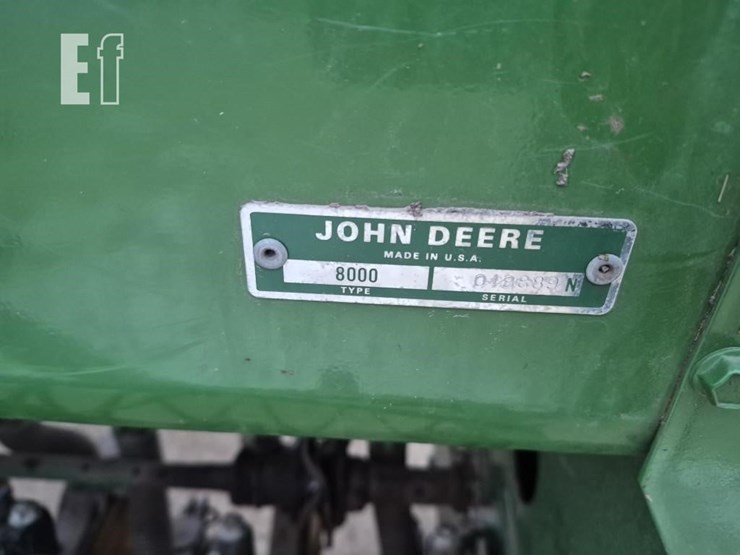 Ef
JOHN DEERE
MADE IN U.S.A.
8000
N
TYPE
SERIAL